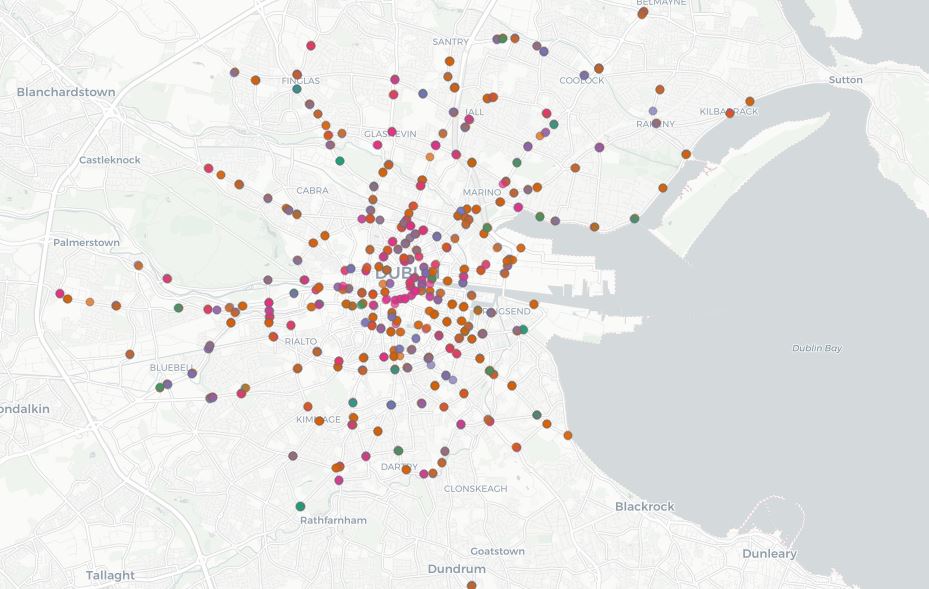 BELMAYNE
SANTRY
FINGLAS
COOLOCK
Sutton
Blanchardstown
KILBARRACK
GLASNEVIN
RAHENY
Castleknock
CABRA
MARINO
Palmerstown
DUBLIN
RINGSEND
RIALTO
Dublin Bay
BLUEBELL
ondalkin
KIMMAGE
DARTRY
CLONSKEAGH
Blackrock
Rathfarnham
Goatstown
Dunleary
Dundrum
Tallaght